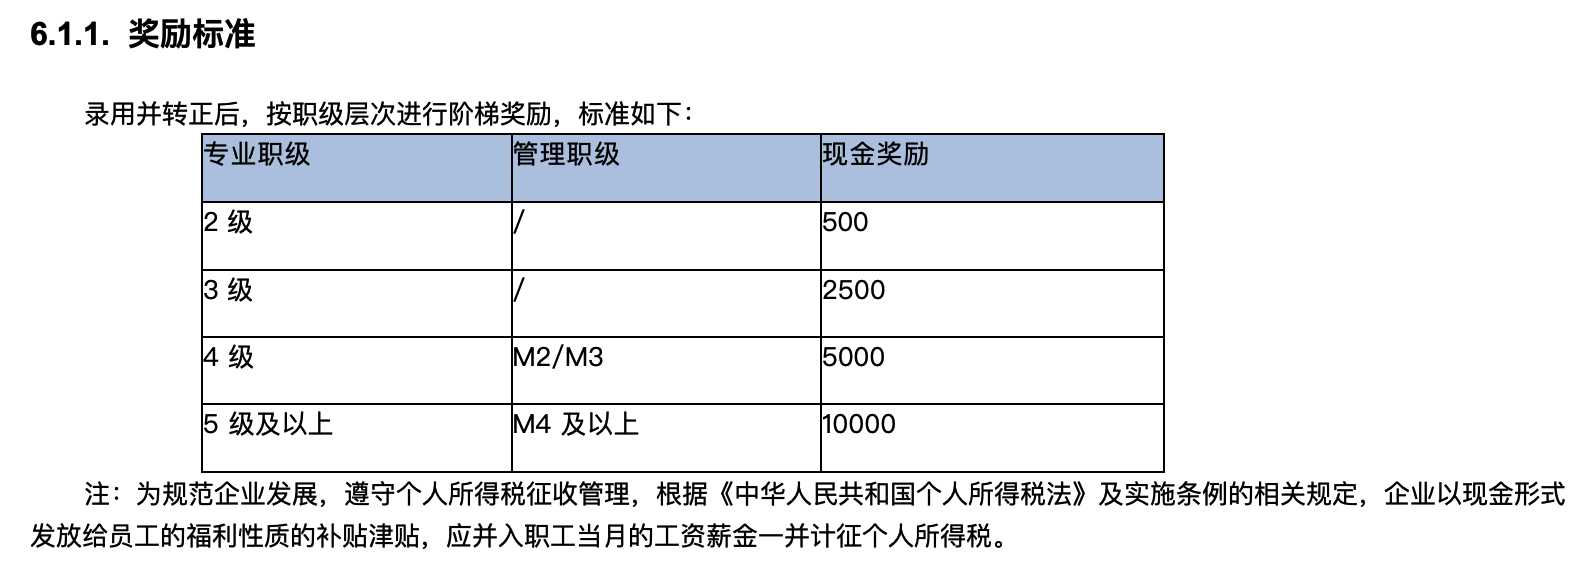 6.1.1. 奖励标准
录用并转正后，按职级层次进行阶梯奖励，标准如下：
专业职级 管理职级 现金奖励
2 级 / 500
3 级 / 2500
4 级 M2/M3 5000
5 级及以上 M4 及以上 10000
注：为规范企业发展，遵守个人所得税征收管理，根据《中华人民共和国个人所得税法》及实施条例的相关规定，企业以现金形式
发放给员工的福利性质的补贴津贴，应并入职工当月的工资薪金一并计征个人所得税。